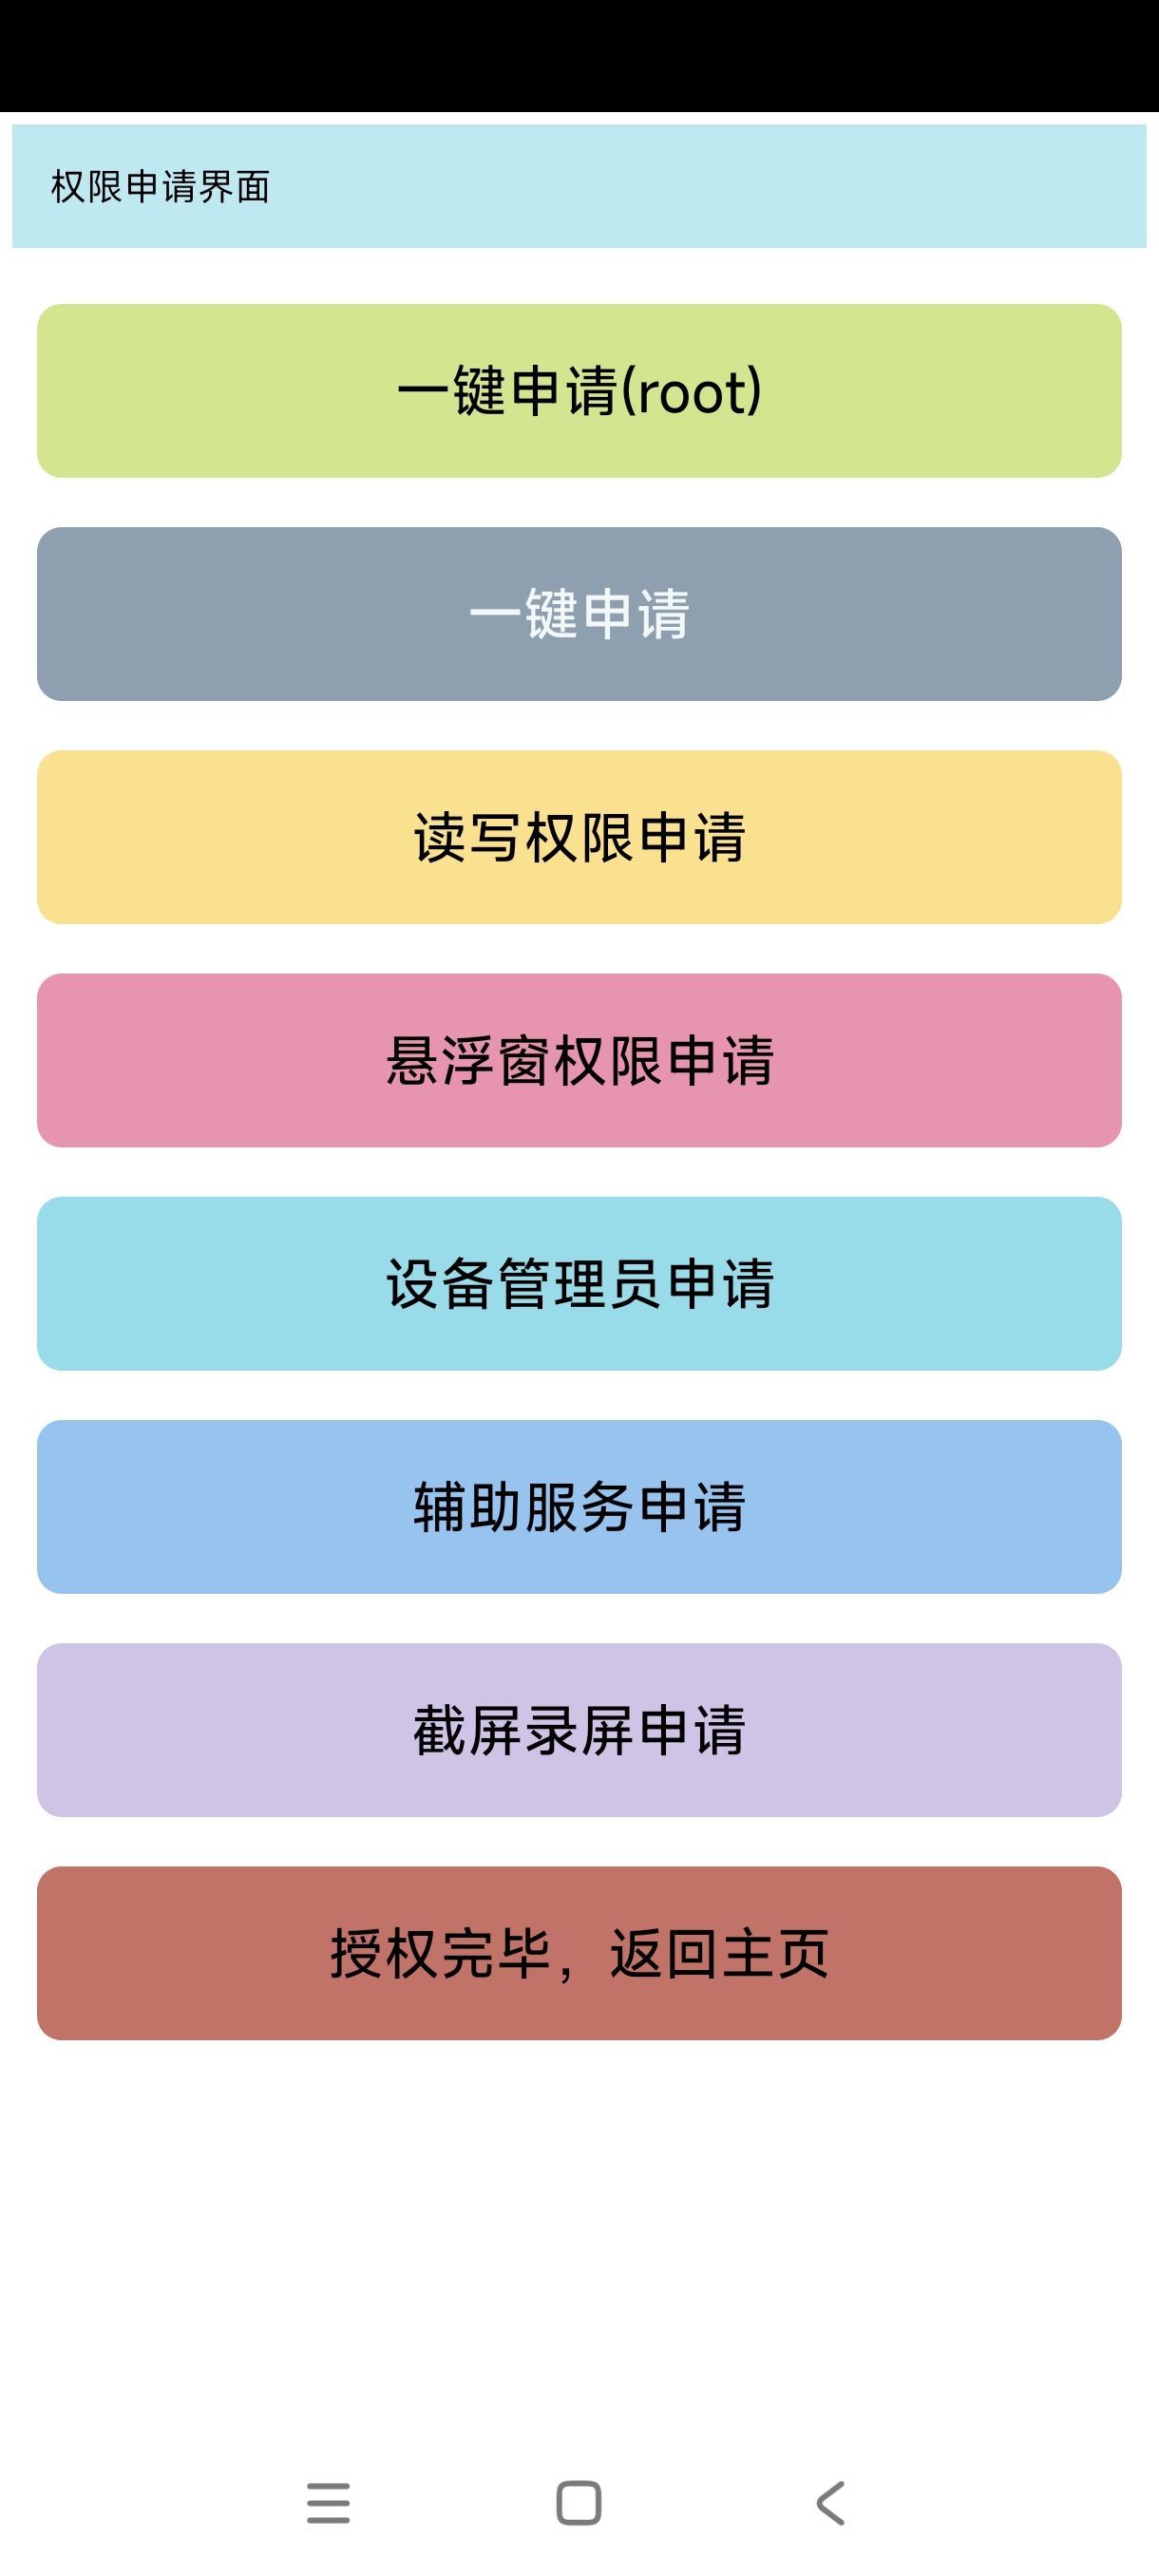 权限申请界面
一键申请(root)
一键申请
读写权限申请
悬浮窗权限申请
设备管理员申请
辅助服务申请
截屏录屏申请
授权完毕，返回主页